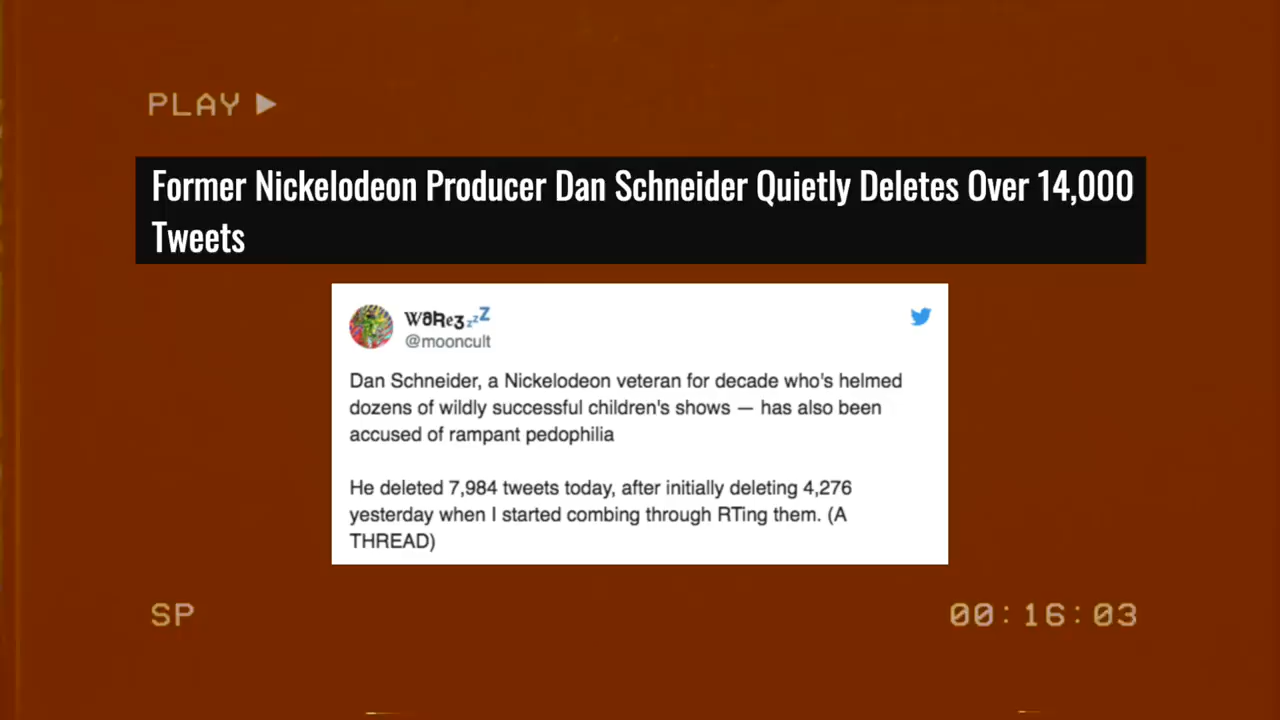 PLAY ▶
Former Nickelodeon Producer Dan Schneider Quietly Deletes Over 14,000
Tweets
WƏReʒzzZ
@mooncult
Dan Schneider, a Nickelodeon veteran for decade who's helmed
dozens of wildly successful children's shows — has also been
accused of rampant pedophilia
He deleted 7,984 tweets today, after initially deleting 4,276
yesterday when I started combing through RTing them. (A
THREAD)
SP
00:16:03